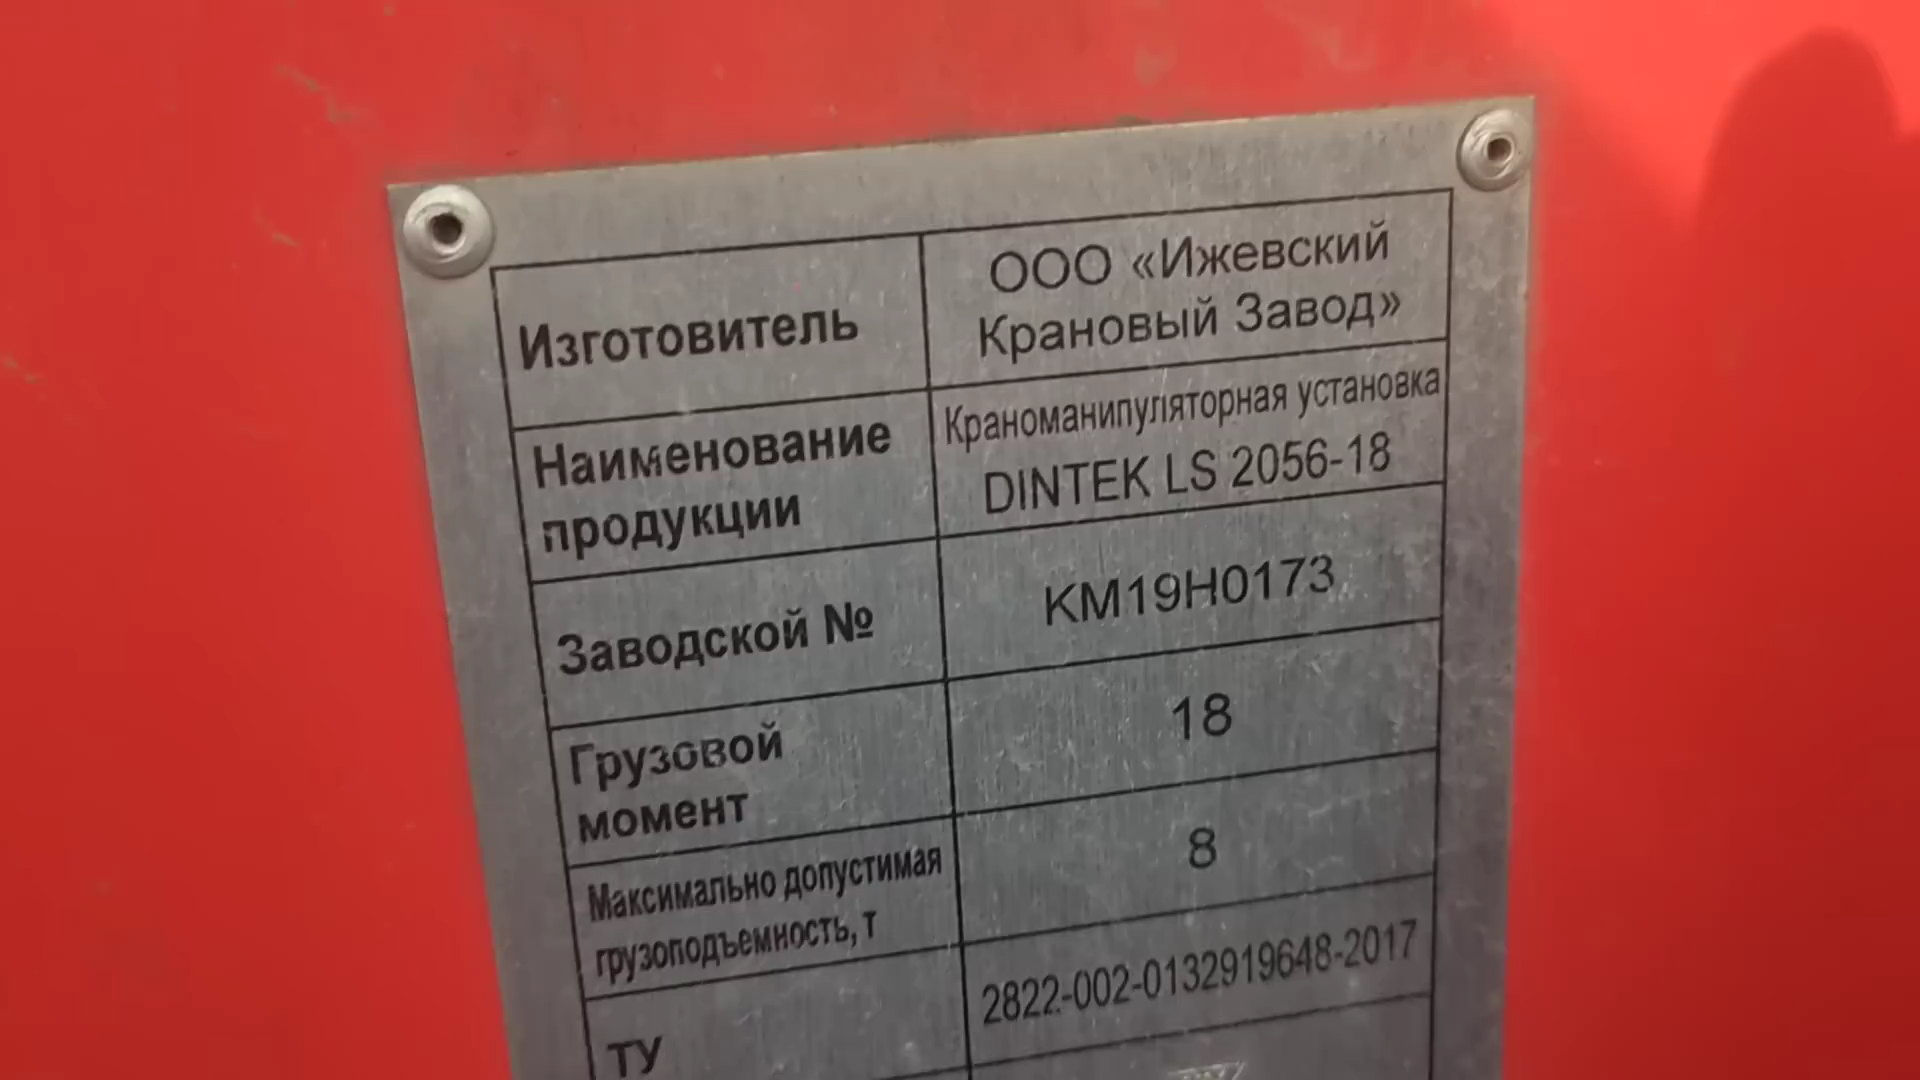 Изготовитель
ООО «Ижевский
Крановый Завод»
Наименование
продукции
Краноманипуляторная установка
DINTEK LS 2056-18
Заводской №
КМ19Н0173
Грузовой
момент
18
Максимально допустимая
грузоподъемность, т
8
ТУ
2822-002-0132919648-2017